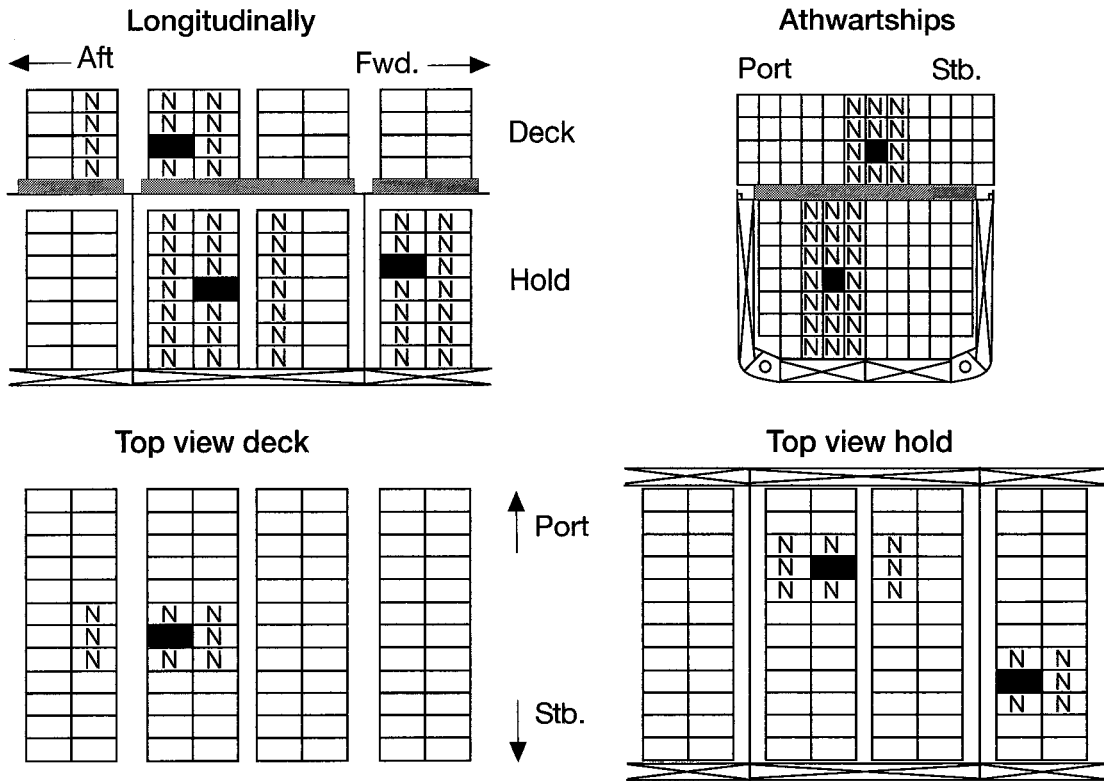 Longitudinally
Aft
Fwd.
N N N
N N N
N N
N N N
Deck
N N N N N
N N N N N
N N N N
N N N N
N N N N N
N N N N N
N N N N N
Hold
Athwartships
Port
Stb.
N N N
N N N
N N
N N N
N N N
N N N
N N N
N N
N N N
N N N
N N N
Top view deck
N N N
N N
N N N
Port
Stb.
Top view hold
N N N
N N
N N N
N N
N
N N